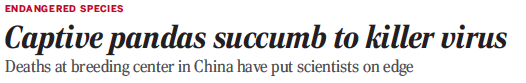 ENDANGERED SPECIES
Captive pandas succumb to killer virus
Deaths at breeding center in China have put scientists on edge